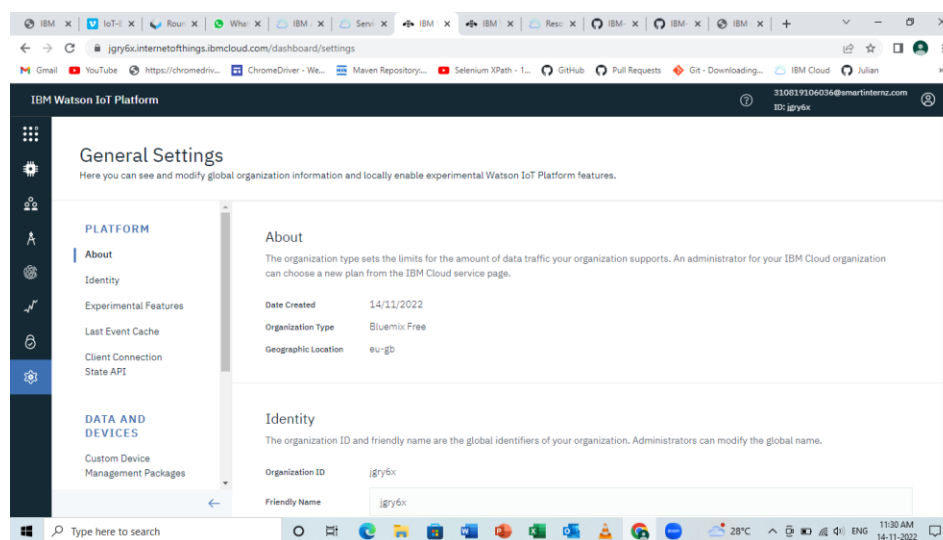 IBM
IoT-E
Roun
What
IBM
Servi
IBM
IBM
Reso
IBM-
IBM-
IBM
jgry6x.internetofthings.ibmcloud.com/dashboard/settings
Gmail YouTube https://chromedriv... ChromeDriver - We... Maven Repository:... Selenium XPath - 1... GitHub Pull Requests Git - Downloading... IBM Cloud Julian
IBM Watson IoT Platform
310819106036@smartinternz.com
ID: jgry6x
General Settings
Here you can see and modify global organization information and locally enable experimental Watson IoT Platform features.
PLATFORM
About
Identity
Experimental Features
Last Event Cache
Client Connection
State API
DATA AND
DEVICES
Custom Device
Management Packages
About
The organization type sets the limits for the amount of data traffic your organization supports. An administrator for your IBM Cloud organization
can choose a new plan from the IBM Cloud service page.
Date Created 14/11/2022
Organization Type Bluemix Free
Geographic Location eu-gb
Identity
The organization ID and friendly name are the global identifiers of your organization. Administrators can modify the global name.
Organization ID jgry6x
Friendly Name jgry6x
Type here to search
28°C
ENG
11:30 AM
14-11-2022